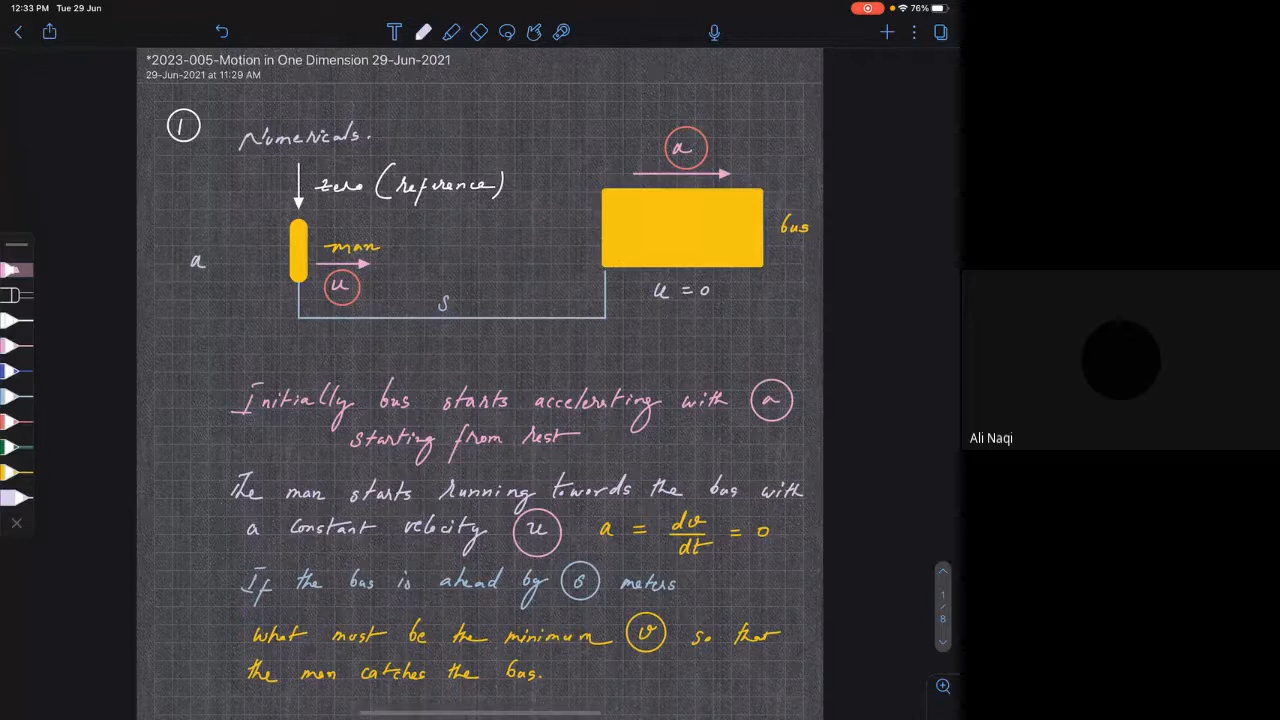 12:33 PM Tue 29 Jun
76%
*2023-005-Motion in One Dimension 29-Jun-2021
29-Jun-2021 at 11:29 AM
1
Numericals.
a
zero (reference)
bus
man
a
u
u = 0
s
Initially bus starts accelerating with a
starting from rest
The man starts running towords the bus with
a constant velocity u a = dv/dt = 0
If the bus is ahead by s meters
What must be the minimum v so that
the man catches the bus.
Ali Naqi
1
/
8